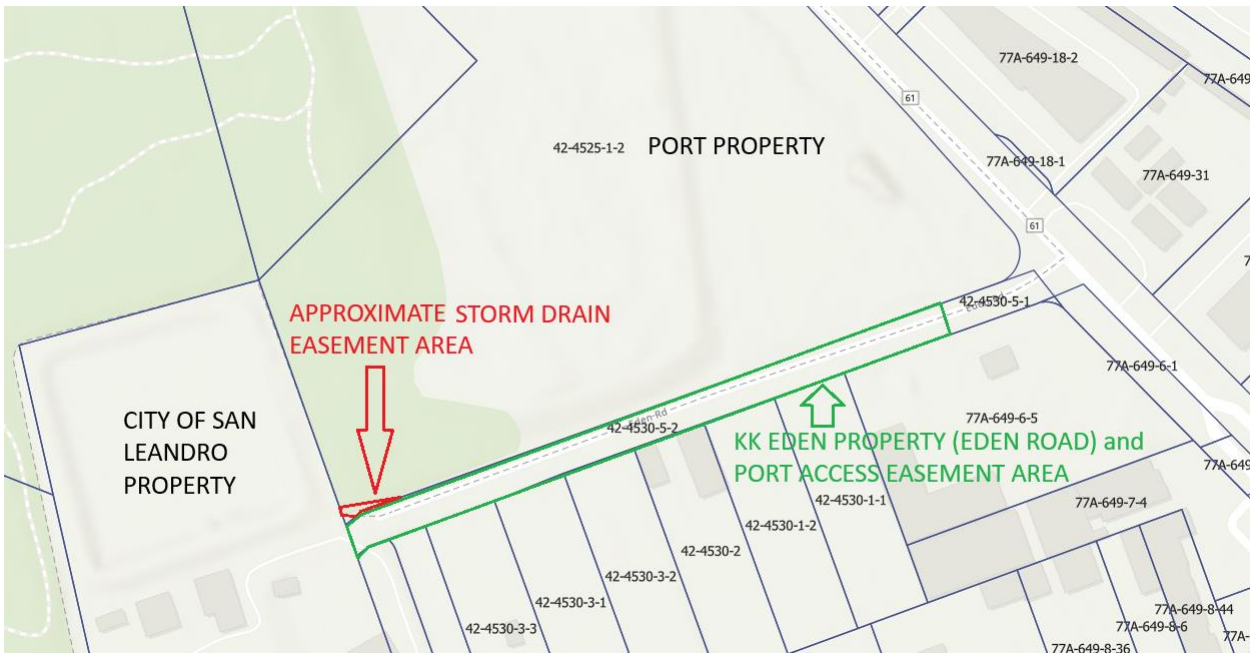 77A-649-18-2
77A-649
61
42-4525-1-2 PORT PROPERTY
77A-649-18-1
77A-649-31
61
7
APPROXIMATE STORM DRAIN
EASEMENT AREA
42-4530-5-1
77A-649-6-1
CITY OF SAN
LEANDRO
PROPERTY
Eden Rd
42-4530-5-2
77A-649-6-5
KK EDEN PROPERTY (EDEN ROAD) and
PORT ACCESS EASEMENT AREA
77A-649
42-4530-1-1
77A-649-7-4
42-4530-1-2
42-4530-2
42-4530-3-2
42-4530-3-1
42-4530-3-3
77A-649-8-44
77A-649-8-6
77A-
77A-649-8-36